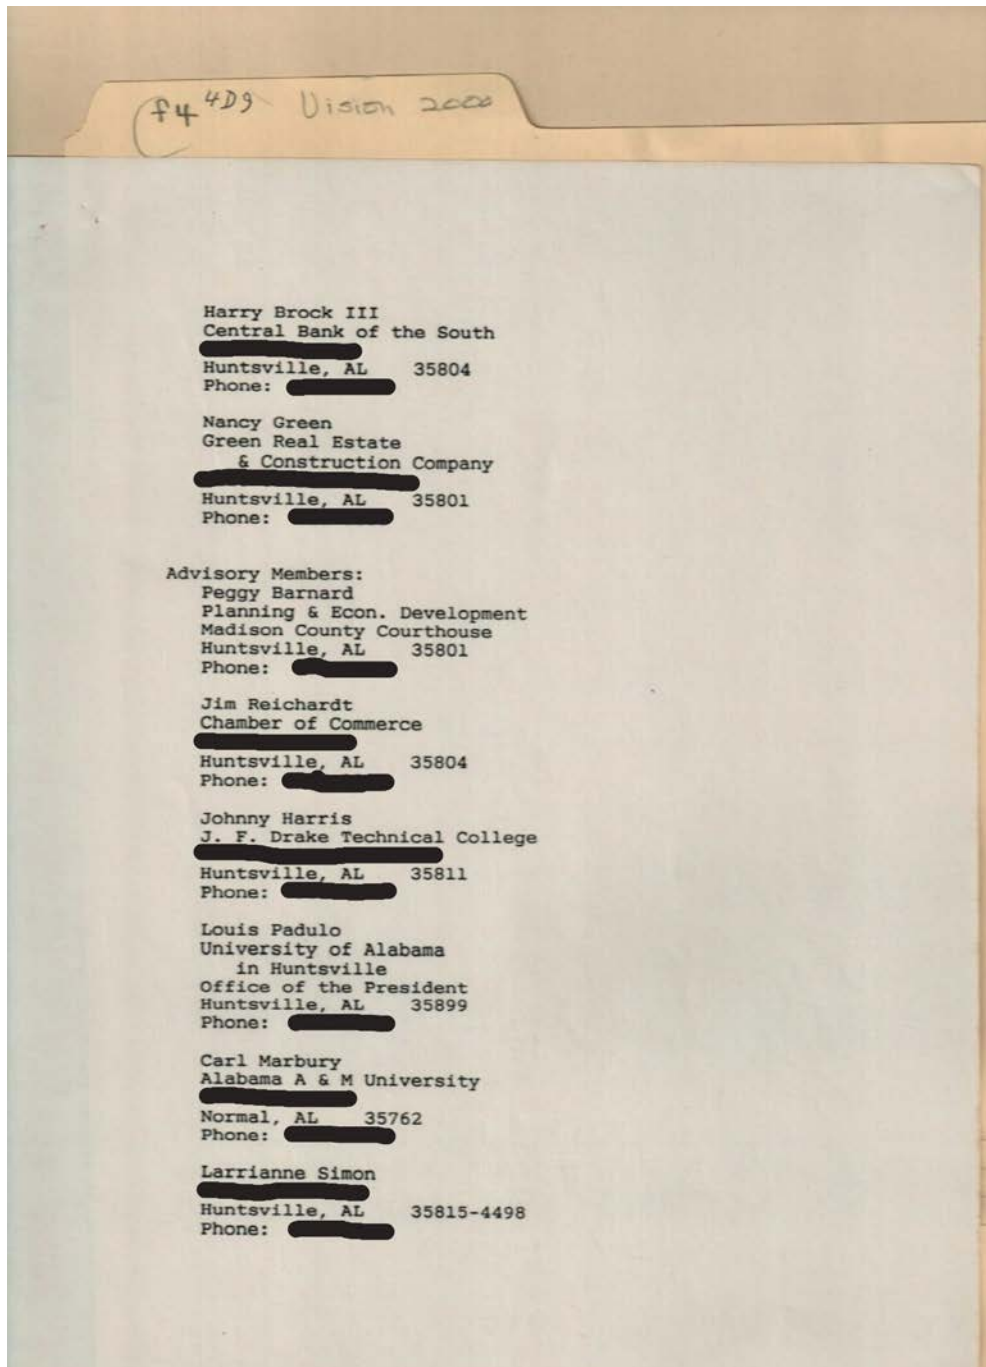 f4 4D9 Vision 2000
Harry Brock III
Central Bank of the South
Huntsville, AL 35804
Phone:
Nancy Green
Green Real Estate
& Construction Company
Huntsville, AL 35801
Phone:
Advisory Members:
Peggy Barnard
Planning & Econ. Development
Madison County Courthouse
Huntsville, AL 35801
Phone:
Jim Reichardt
Chamber of Commerce
Huntsville, AL 35804
Phone:
Johnny Harris
J. F. Drake Technical College
Huntsville, AL 35811
Phone:
Louis Padulo
University of Alabama
in Huntsville
Office of the President
Huntsville, AL 35899
Phone:
Carl Marbury
Alabama A & M University
Normal, AL 35762
Phone:
Larrianne Simon
Huntsville, AL 35815-4498
Phone: